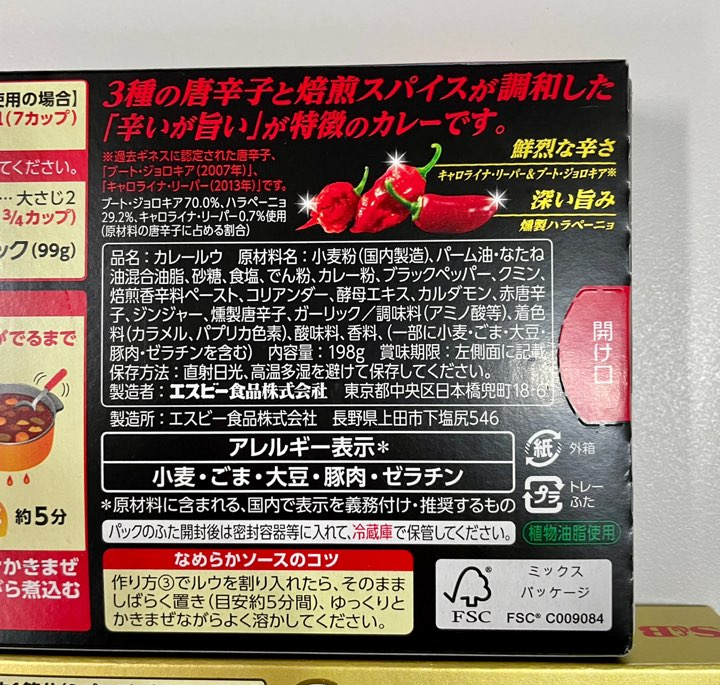 使用の場合】
(7カップ)
てください。
… 大さじ2
¾カップ)
ック(99g)
がでるまで
約5分
かきまぜ
がら煮込む
3種の唐辛子と焙煎スパイスが調和した
「辛いが旨い」が特徴のカレーです。
※過去ギネスに認定された唐辛子、
「ブート・ジョロキア(2007年)」、
「キャロライナ・リーパー(2013年)」です。
ブート・ジョロキア70.0%、ハラペーニョ
29.2%、キャロライナ・リーパー0.7%使用
(原材料の唐辛子に占める割合)
鮮烈な辛さ
キャロライナ・リーパー&ブート・ジョロキア※
深い旨み
燻製ハラペーニョ
品名：カレールウ 原材料名：小麦粉(国内製造)、パーム油・なたね
油混合油脂、砂糖、食塩、でん粉、カレー粉、ブラックペッパー、クミン、
焙煎香辛料ペースト、コリアンダー、酵母エキス、カルダモン、赤唐辛
子、ジンジャー、燻製唐辛子、ガーリック／調味料(アミノ酸等)、着色
料(カラメル、パプリカ色素)、酸味料、香料、(一部に小麦・ごま・大豆・
豚肉・ゼラチンを含む) 内容量：198g 賞味期限：左側面に記載
保存方法：直射日光、高温多湿を避けて保存してください。
製造者：エスビー食品株式会社 東京都中央区日本橋兜町18-6
製造所：エスビー食品株式会社 長野県上田市下塩尻546
開け口
アレルギー表示＊
小麦・ごま・大豆・豚肉・ゼラチン
＊原材料に含まれる、国内で表示を義務付け・推奨するもの
紙 外箱
プラ トレー
ふた
パックのふた開封後は密封容器等に入れて、冷蔵庫で保管してください。
植物油脂使用
なめらかソースのコツ
作り方③でルウを割り入れたら、そのまま
しばらく置き(目安約5分間)、ゆっくりと
かきまぜながらよく溶かしてください。
FSC
ミックス
パッケージ
FSC® C009084
S&B